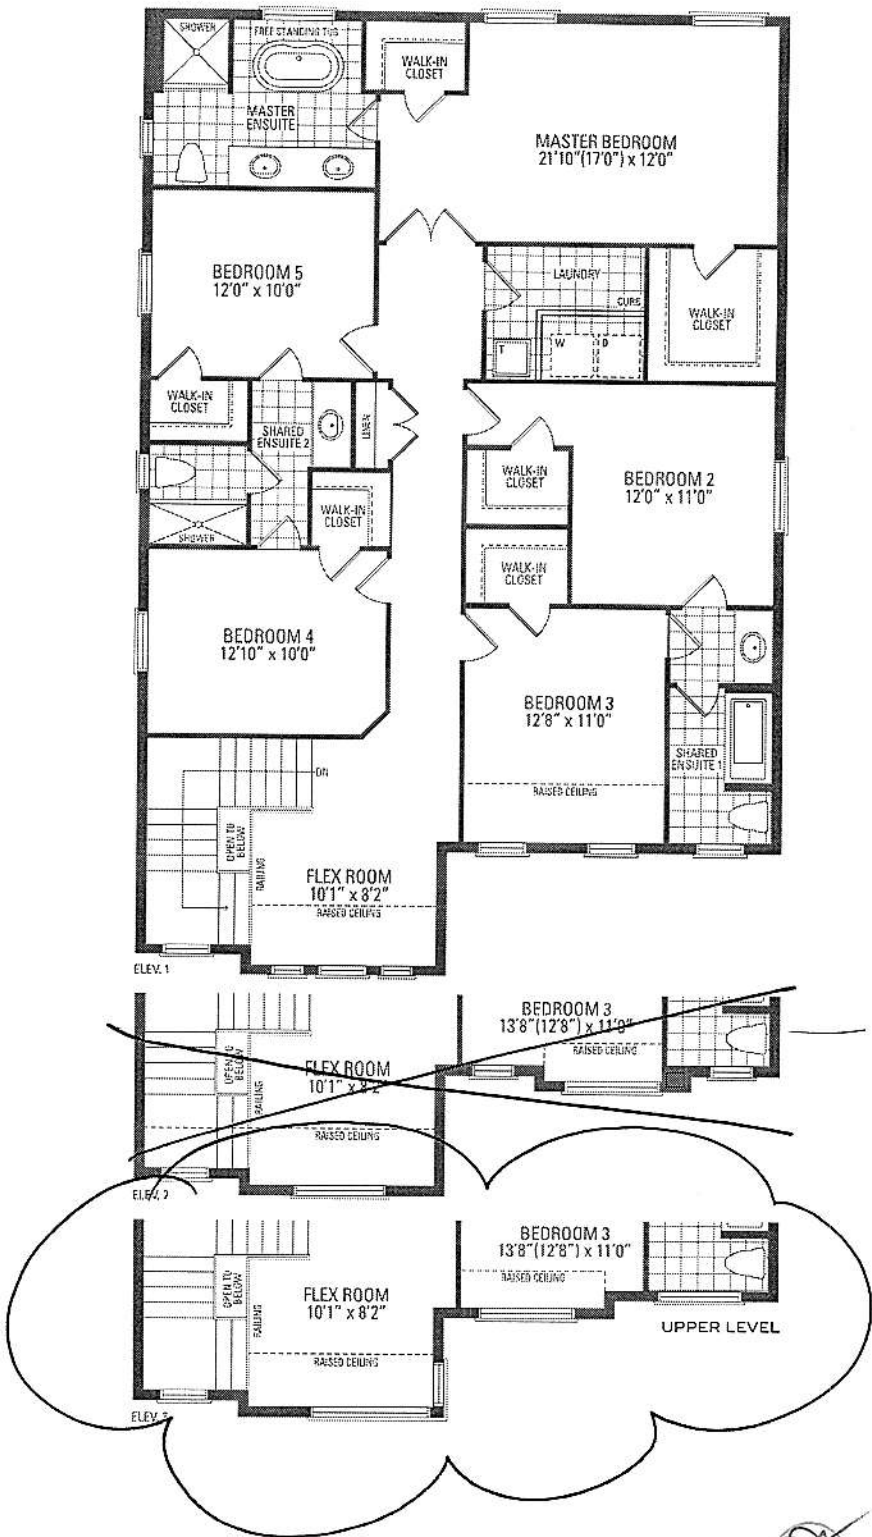 SHOWER
FREE STANDING TUB
WALK-IN
CLOSET
MASTER
ENSUITE
MASTER BEDROOM
21'10"(17'0") x 12'0"
BEDROOM 5
12'0" x 10'0"
LAUNDRY
CURB
WALK-IN
CLOSET
T
W
D
WALK-IN
CLOSET
SHARED
ENSUITE 2
LINEN
WALK-IN
CLOSET
BEDROOM 2
12'0" x 11'0"
WALK-IN
CLOSET
SHOWER
WALK-IN
CLOSET
BEDROOM 4
12'10" x 10'0"
BEDROOM 3
12'8" x 11'0"
SHARED
ENSUITE 1
DN
RAISED CEILING
OPEN TO
BELOW
RAILING
FLEX ROOM
10'1" x 8'2"
RAISED CEILING
ELEV. 1
BEDROOM 3
13'8"(12'8") x 11'0"
RAISED CEILING
OPEN TO
BELOW
RAILING
FLEX ROOM
10'1" x 8'2"
RAISED CEILING
ELEV. 2
BEDROOM 3
13'8"(12'8") x 11'0"
RAISED CEILING
OPEN TO
BELOW
RAILING
FLEX ROOM
10'1" x 8'2"
UPPER LEVEL
RAISED CEILING
ELEV. 3